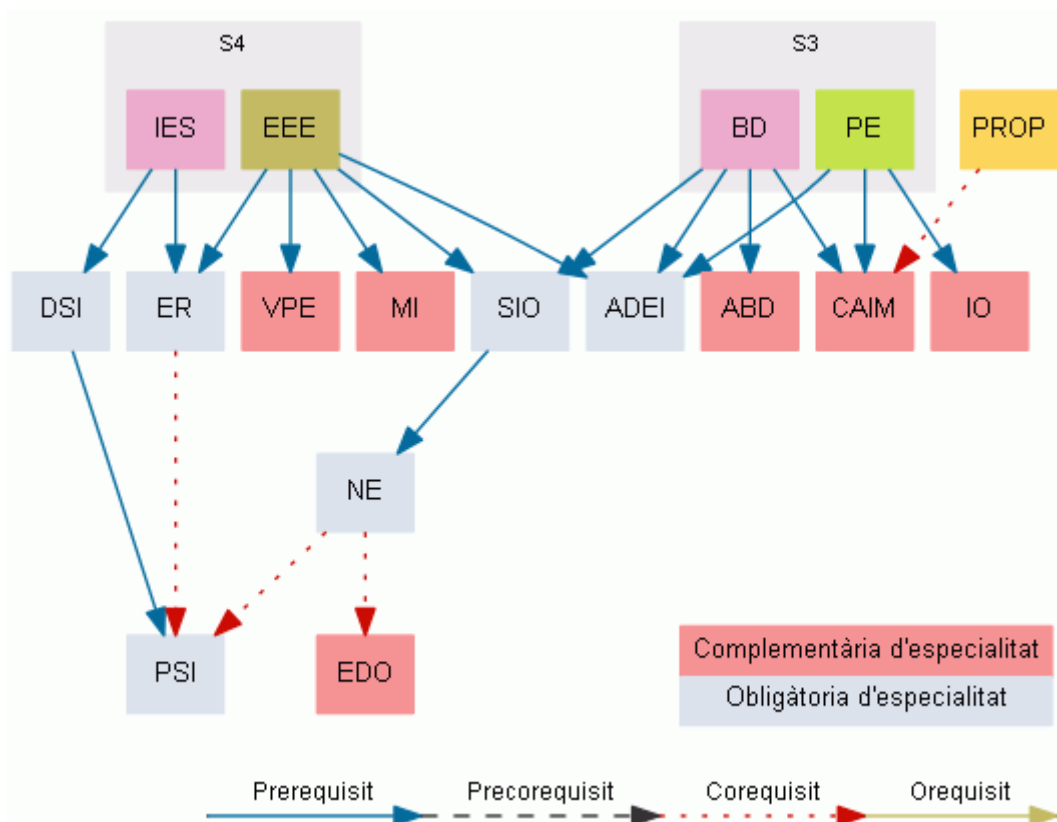 S4
S3
IES
EEE
BD
PE
PROP
DSI
ER
VPE
MI
SIO
ADEI
ABD
CAIM
IO
NE
PSI
EDO
Complementària d'especialitat
Obligàtoria d'especialitat
Prerequisit
Precorequisit
Corequisit
Orequisit